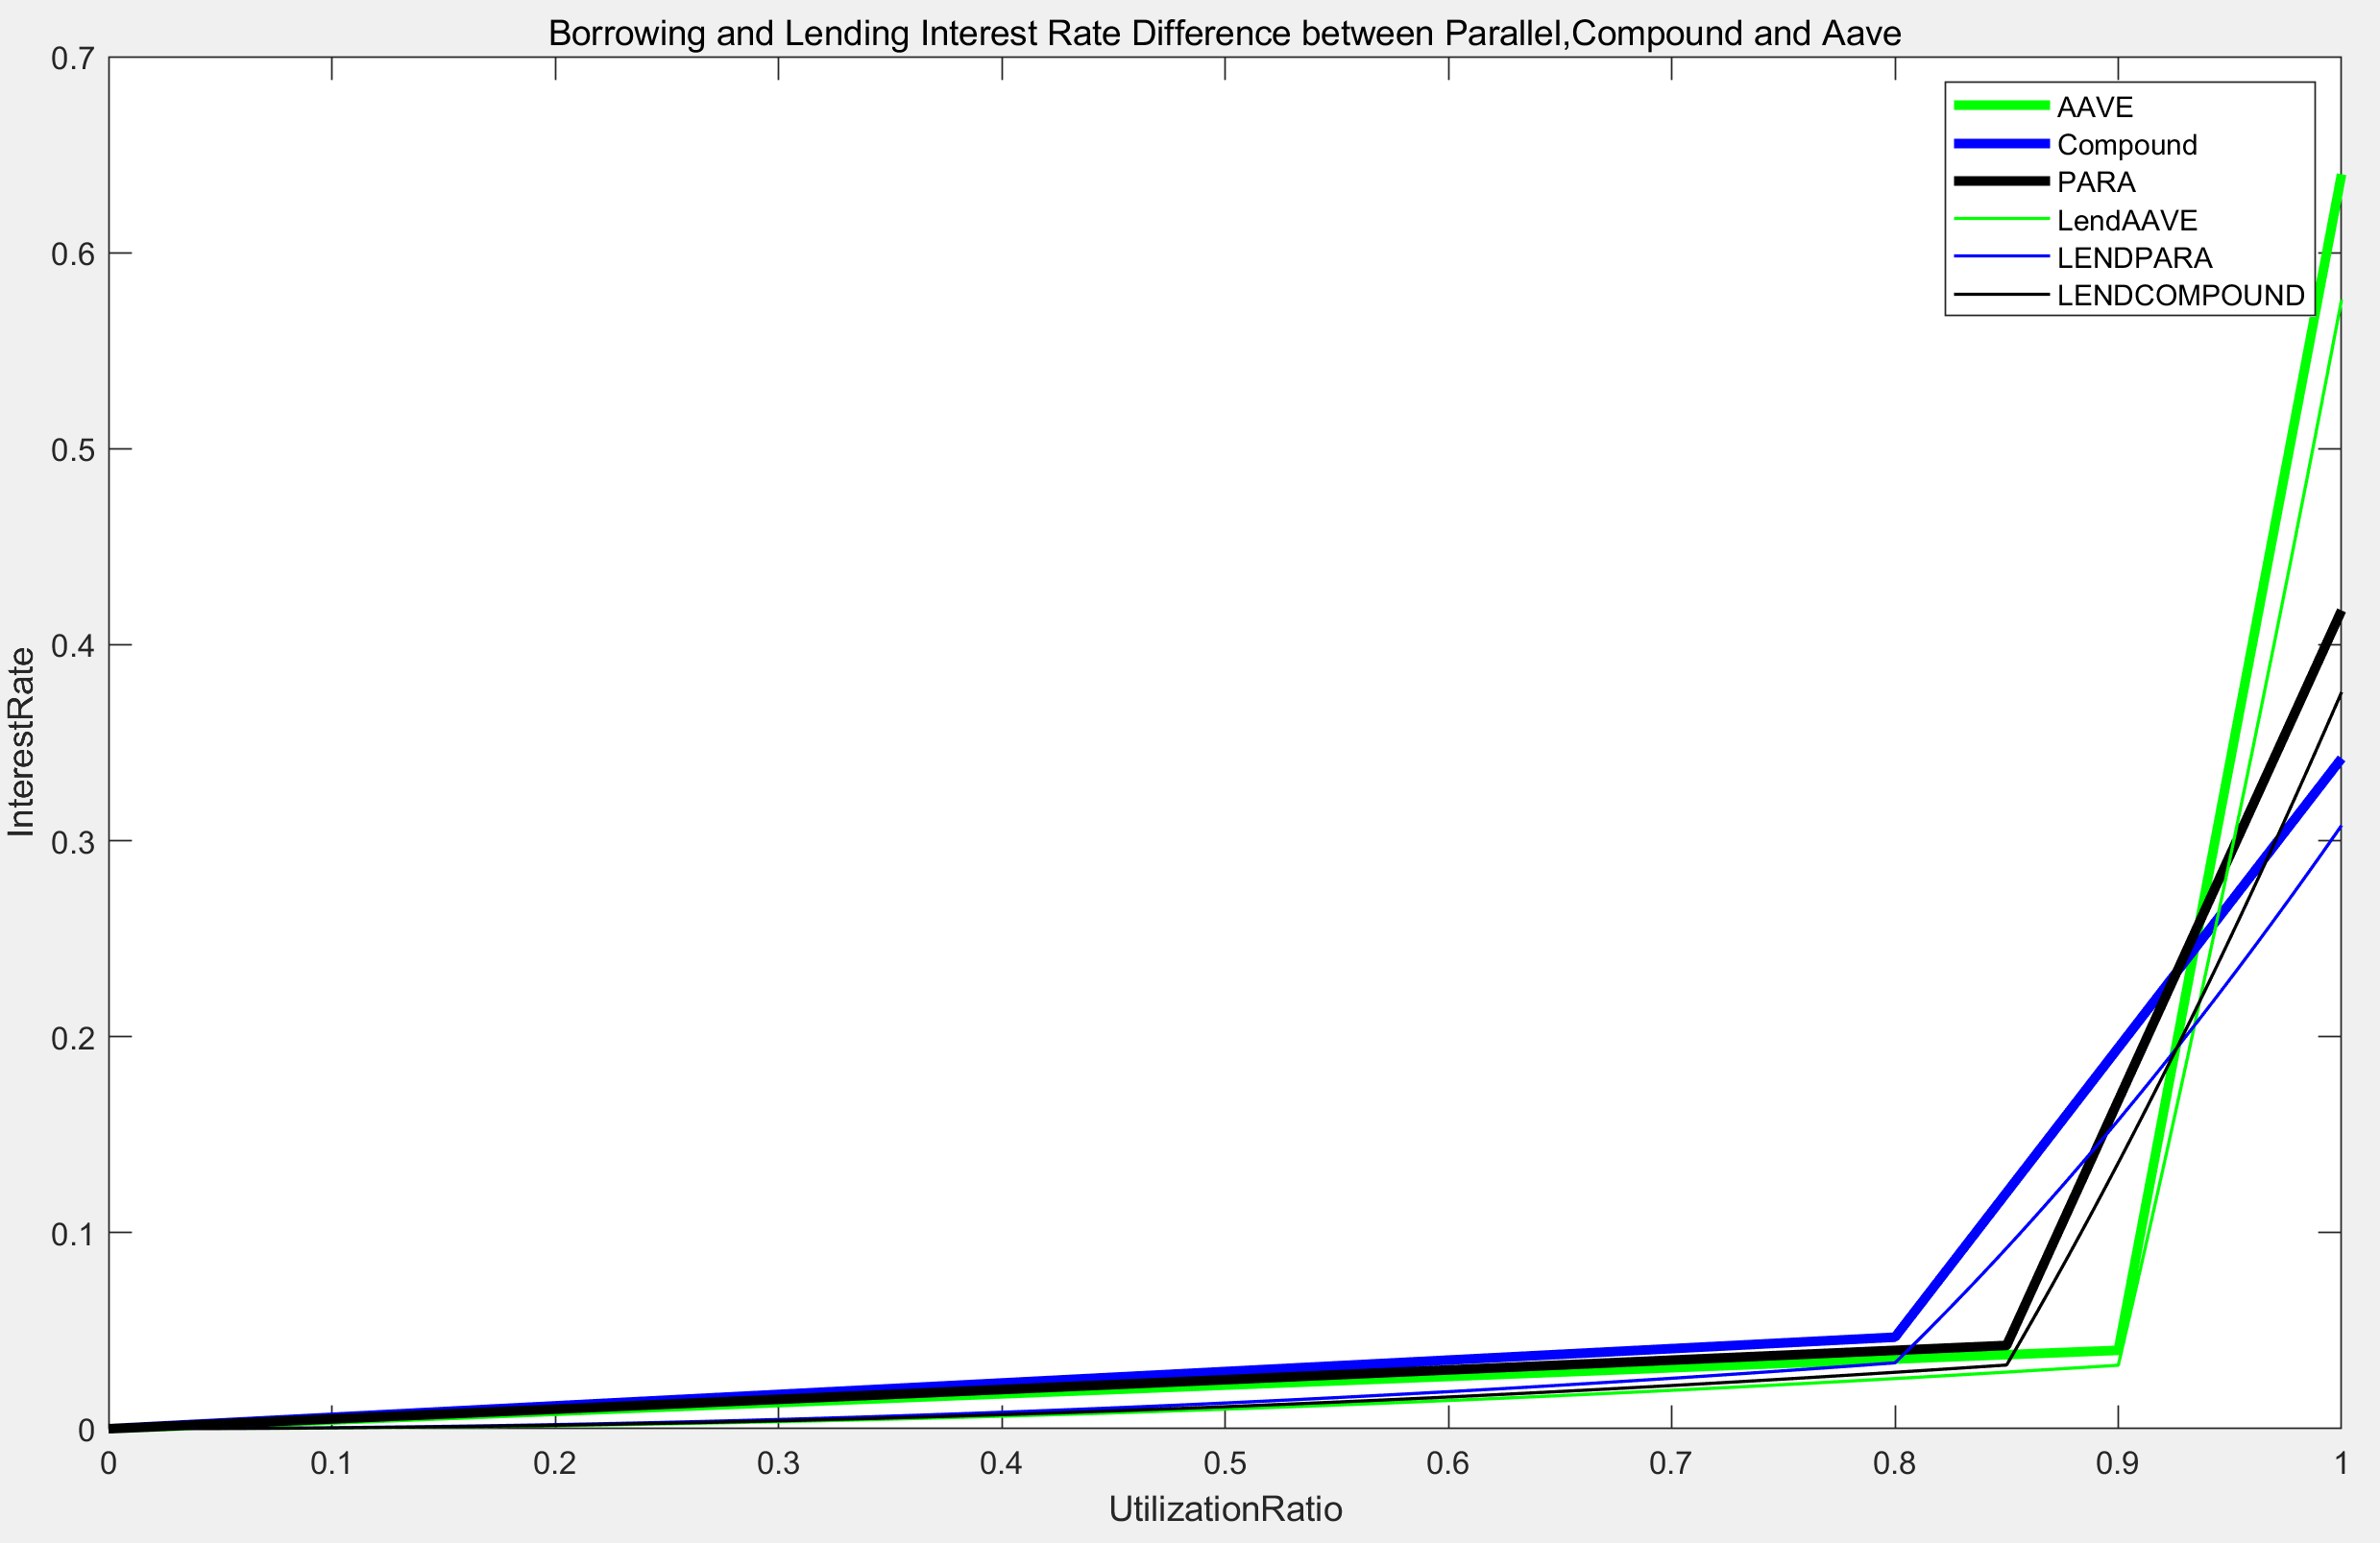 Borrowing and Lending Interest Rate Difference between Parallel,Compound and Aave
0.7
0.6
0.5
0.4
0.3
0.2
0.1
0
InterestRate
AAVE
Compound
PARA
LendAAVE
LENDPARA
LENDCOMPOUND
0 0.1 0.2 0.3 0.4 0.5 0.6 0.7 0.8 0.9 1
UtilizationRatio